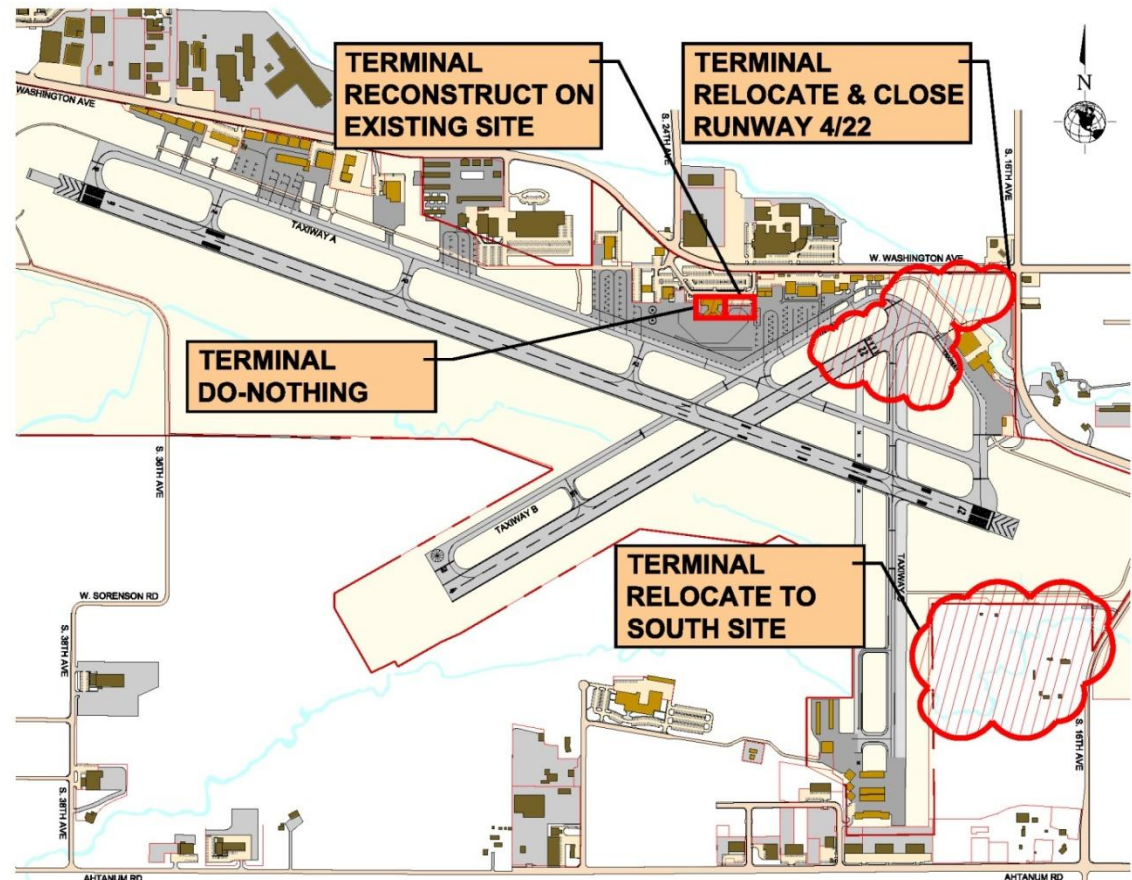 TERMINAL
RECONSTRUCT ON
EXISTING SITE
TERMINAL
RELOCATE & CLOSE
RUNWAY 4/22
N
WASHINGTON AVE
S. 24TH AVE
S. 16TH AVE
TAXIWAY A
W. WASHINGTON AVE
TERMINAL
DO-NOTHING
22
S. 36TH AVE
TAXIWAY B
27
TERMINAL
RELOCATE TO
SOUTH SITE
W. SORENSON RD
S. 38TH AVE
S. 16TH AVE
S. 38TH AVE
AHTANUM RD
AHTANUM RD